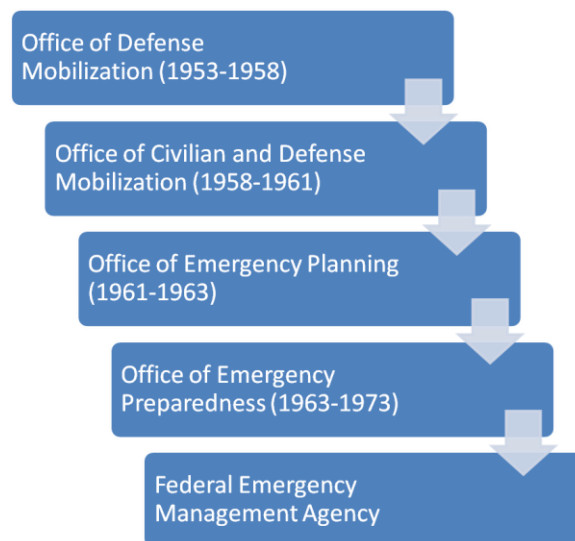 Office of Defense
Mobilization (1953-1958)
Office of Civilian and Defense
Mobilization (1958-1961)
Office of Emergency Planning
(1961-1963)
Office of Emergency
Preparedness (1963-1973)
Federal Emergency
Management Agency